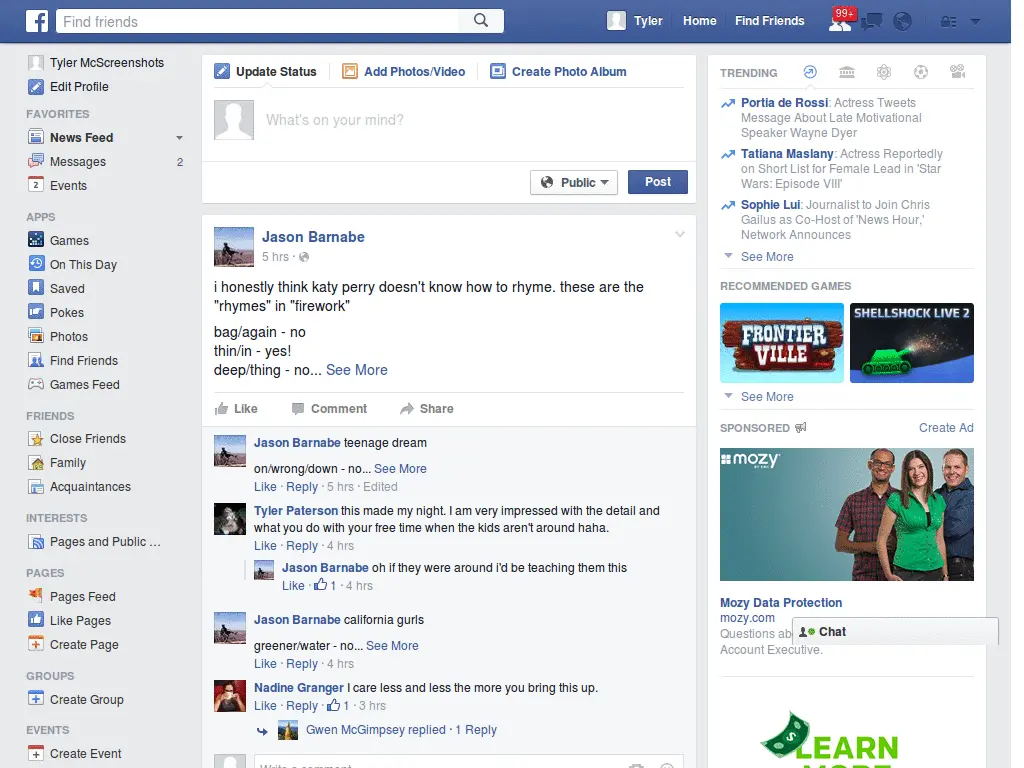 Find friends
Tyler
Home
Find Friends
99+
Tyler McScreenshots
Edit Profile
FAVORITES
News Feed
Messages 2
2 Events
APPS
Games
On This Day
Saved
Pokes
Photos
Find Friends
Games Feed
FRIENDS
Close Friends
Family
Acquaintances
INTERESTS
Pages and Public ...
PAGES
Pages Feed
Like Pages
Create Page
GROUPS
Create Group
EVENTS
Create Event
Update Status
Add Photos/Video
Create Photo Album
What's on your mind?
Public
Post
Jason Barnabe
5 hrs ·
i honestly think katy perry doesn't know how to rhyme. these are the
"rhymes" in "firework"
bag/again - no
thin/in - yes!
deep/thing - no... See More
Like
Comment
Share
Jason Barnabe teenage dream
on/wrong/down - no... See More
Like · Reply · 5 hrs · Edited
Tyler Paterson this made my night. I am very impressed with the detail and
what you do with your free time when the kids aren't around haha.
Like · Reply · 4 hrs
Jason Barnabe oh if they were around i'd be teaching them this
Like · 1 · 4 hrs
Jason Barnabe california gurls
greener/water - no... See More
Like · Reply · 4 hrs
Nadine Granger I care less and less the more you bring this up.
Like · Reply · 1 · 3 hrs
Gwen McGimpsey replied · 1 Reply
Write a comment
TRENDING
Portia de Rossi: Actress Tweets
Message About Late Motivational
Speaker Wayne Dyer
Tatiana Maslany: Actress Reportedly
on Short List for Female Lead in 'Star
Wars: Episode VIII'
Sophie Lui: Journalist to Join Chris
Gailus as Co-Host of 'News Hour,'
Network Announces
See More
RECOMMENDED GAMES
FRONTIER
VILLE
SHELLSHOCK LIVE 2
See More
SPONSORED
Create Ad
mozy
Mozy Data Protection
mozy.com
Questions
Account Executive.
Chat
$
LEARN
MORE